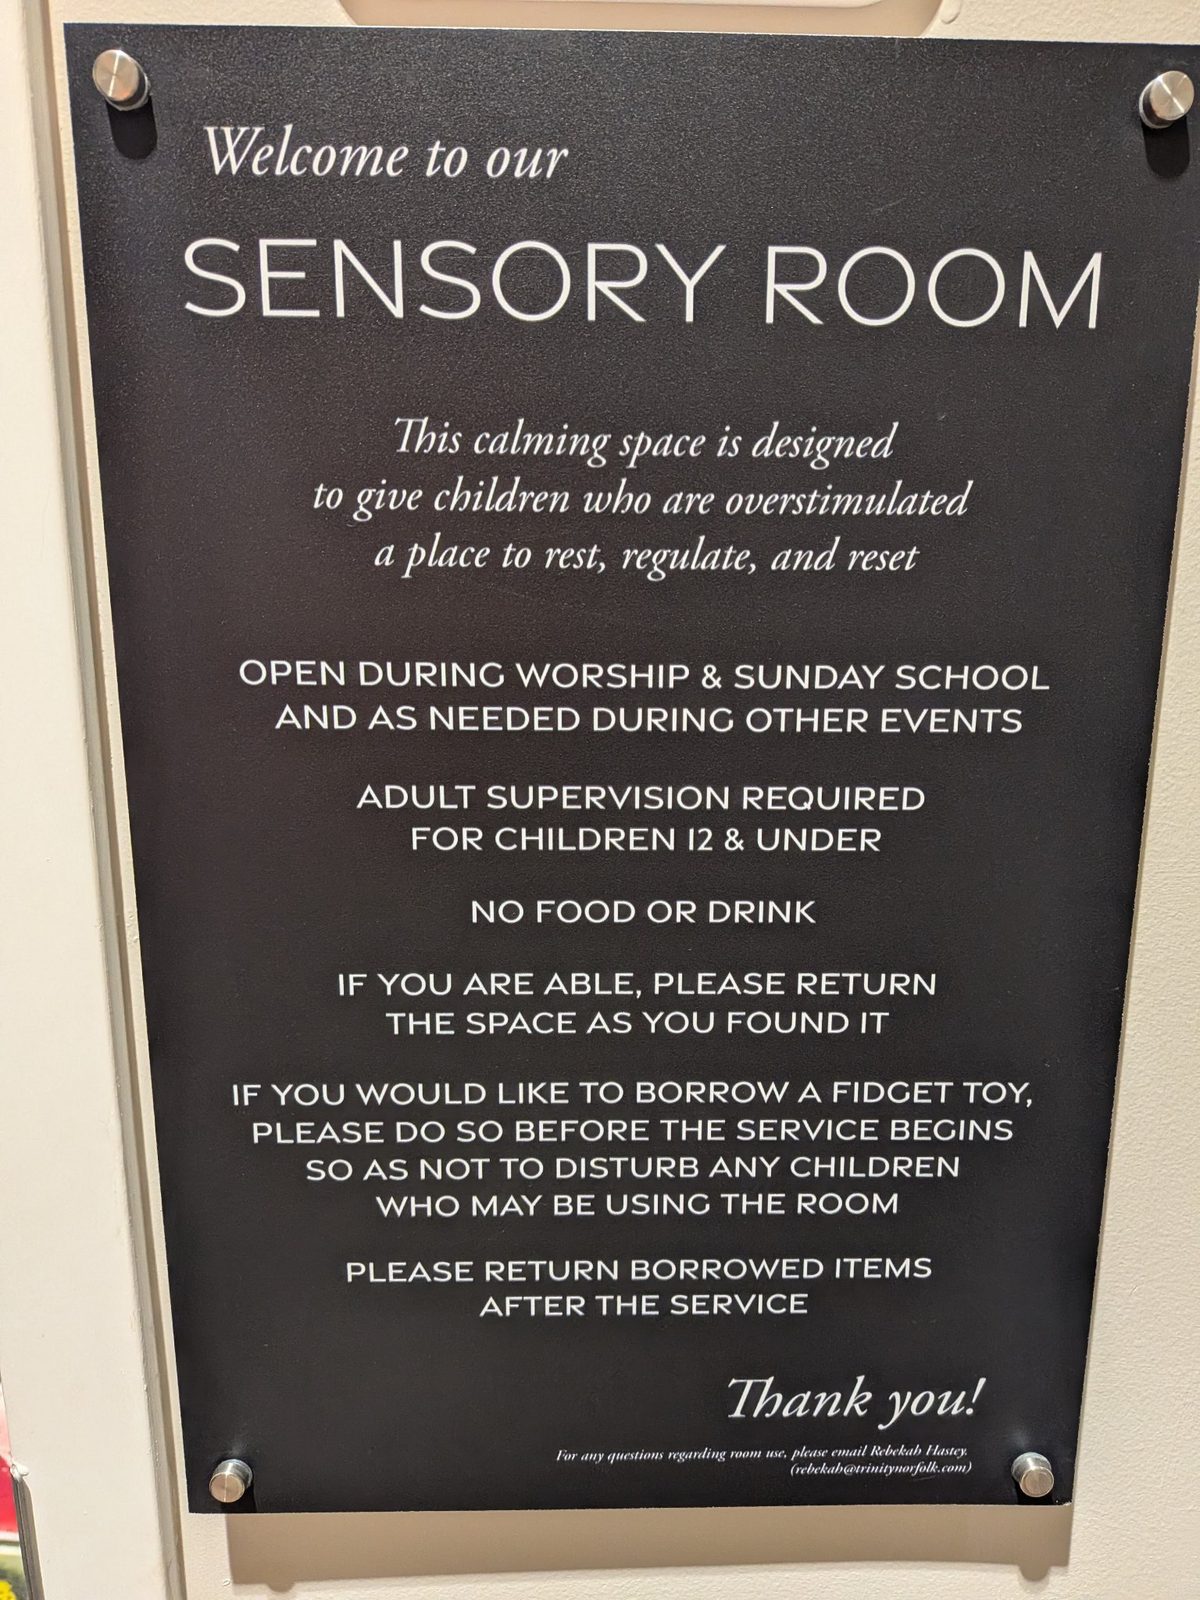 Welcome to our
SENSORY ROOM
This calming space is designed
to give children who are overstimulated
a place to rest, regulate, and reset
OPEN DURING WORSHIP & SUNDAY SCHOOL
AND AS NEEDED DURING OTHER EVENTS
ADULT SUPERVISION REQUIRED
FOR CHILDREN 12 & UNDER
NO FOOD OR DRINK
IF YOU ARE ABLE, PLEASE RETURN
THE SPACE AS YOU FOUND IT
IF YOU WOULD LIKE TO BORROW A FIDGET TOY,
PLEASE DO SO BEFORE THE SERVICE BEGINS
SO AS NOT TO DISTURB ANY CHILDREN
WHO MAY BE USING THE ROOM
PLEASE RETURN BORROWED ITEMS
AFTER THE SERVICE
Thank you!
For any questions regarding room use, please email Rebekah Hastey.
(rebekah@trinitynorfolk.com)